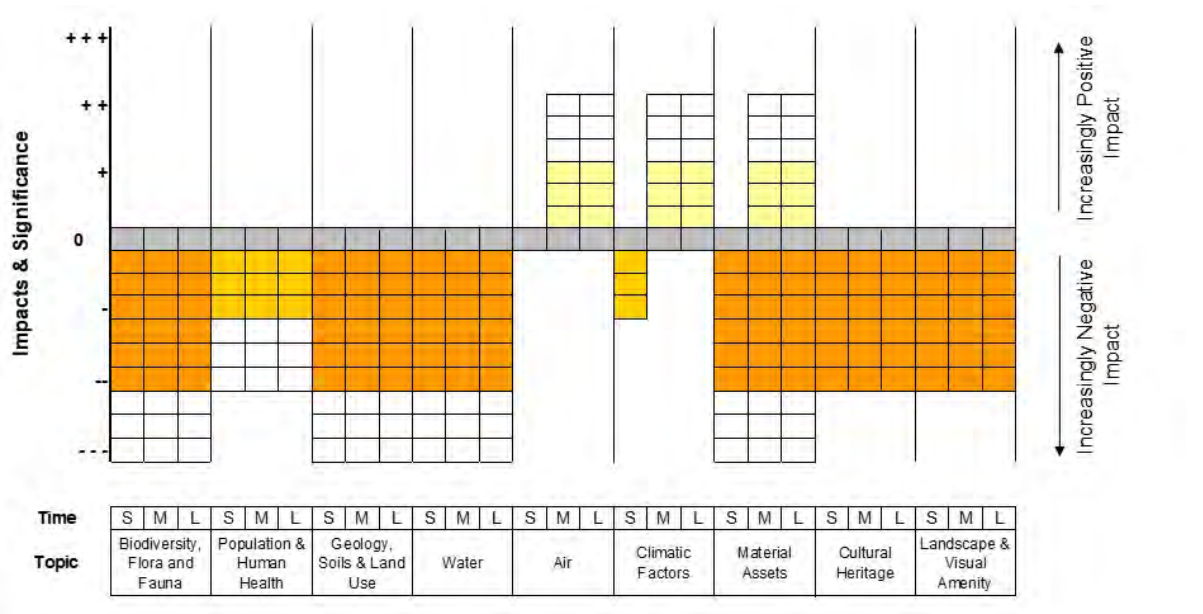 + + +
+ +
+
0
-
--
- - -
Impacts & Significance
Increasingly Positive
Impact
Increasingly Negative
Impact
Time S M L S M L S M L S M L S M L S M L S M L S M L S M L
Topic
Biodiversity,
Flora and
Fauna
Population &
Human
Health
Geology,
Soils & Land
Use
Water
Air
Climatic
Factors
Material
Assets
Cultural
Heritage
Landscape &
Visual
Amenity